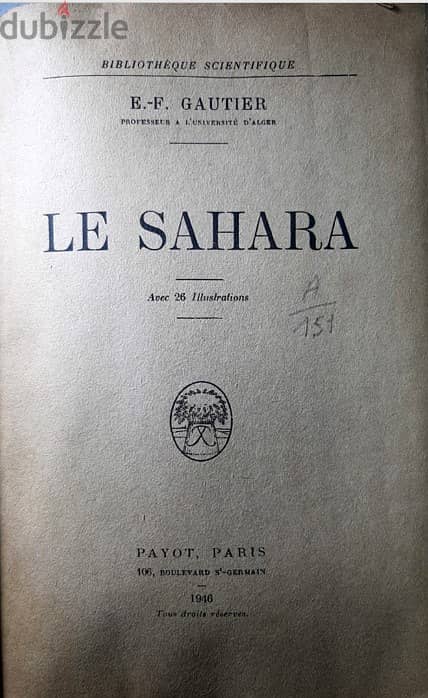 dubizzle
BIBLIOTHÈQUE SCIENTIFIQUE
E.-F. GAUTIER
PROFESSEUR A L'UNIVERSITÉ D'ALGER
LE SAHARA
Avec 26 Illustrations
A
151
PAYOT, PARIS
106, BOULEVARD St-GERMAIN
1946
Tous droits réservés.